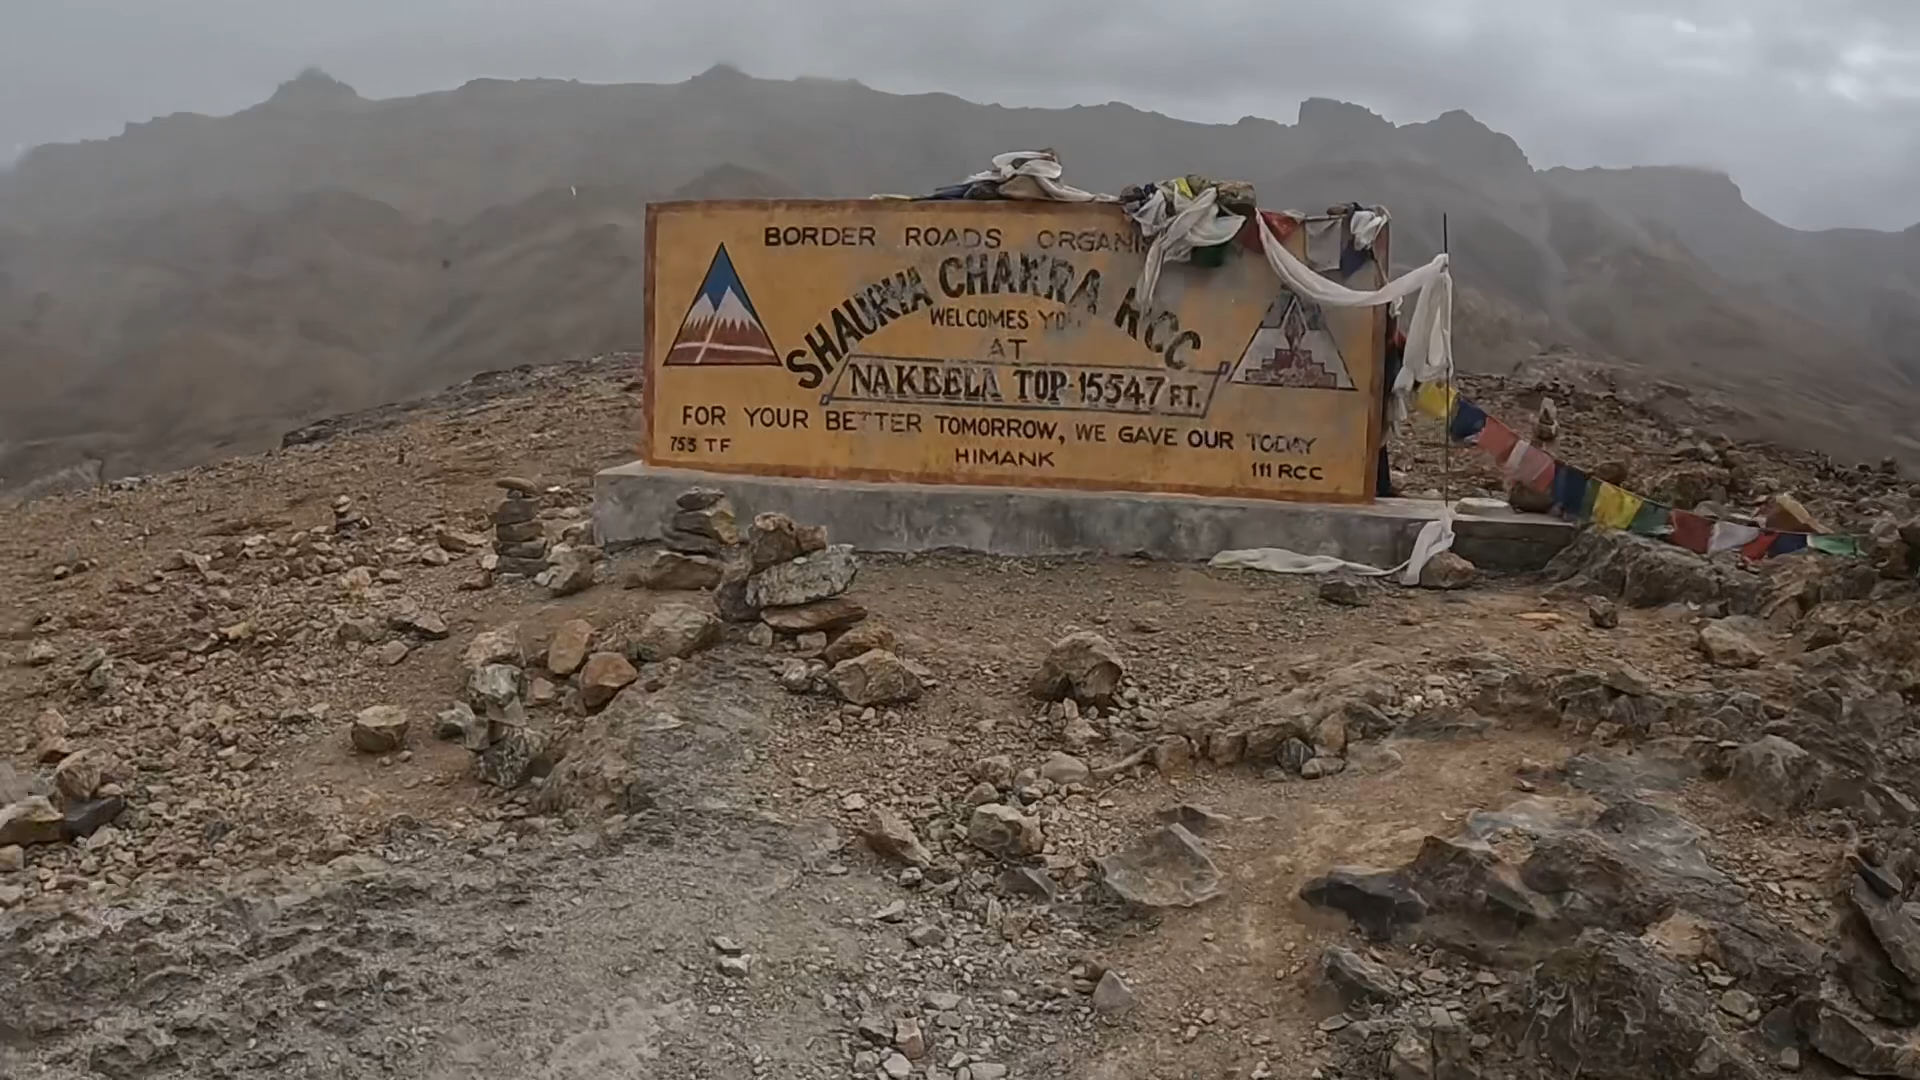 BORDER ROADS ORGANIS
SHAURYA CHAKRA RCC
WELCOMES YOU
AT
NAKEELA TOP-15547 FT.
FOR YOUR BETTER TOMORROW, WE GAVE OUR TODAY
753 TF HIMANK 111 RCC